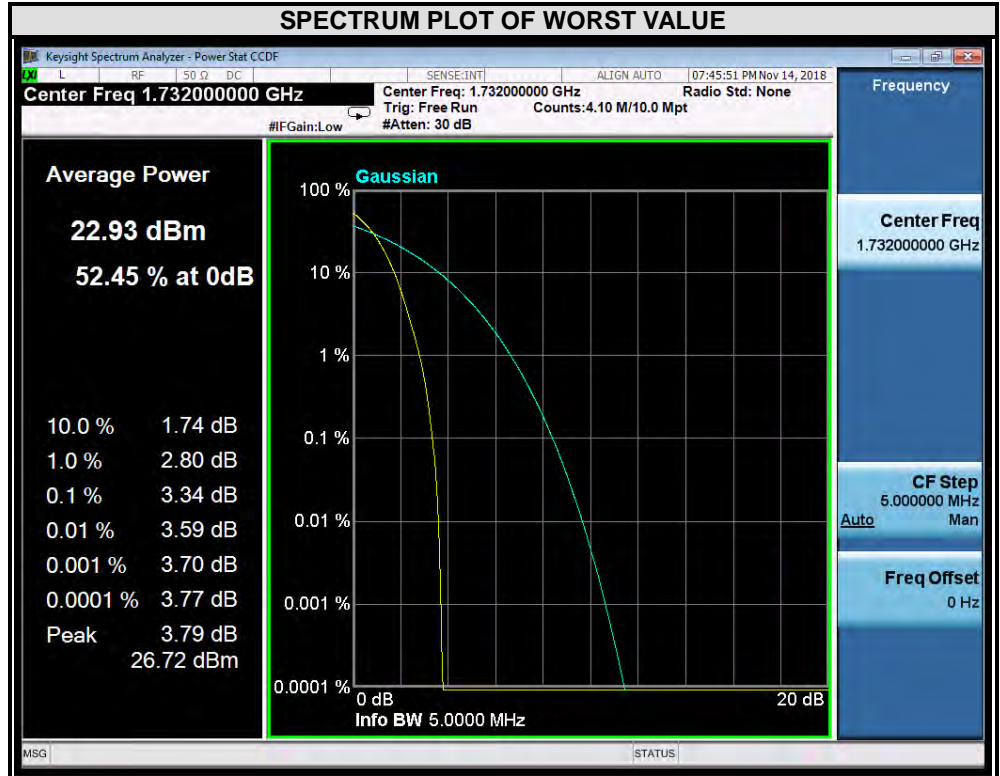 SPECTRUM PLOT OF WORST VALUE
Keysight Spectrum Analyzer - Power Stat CCDF
LXI L RF 50 Ω DC SENSE:INT ALIGN AUTO 07:45:51 PM Nov 14, 2018
Center Freq 1.732000000 GHz
Center Freq: 1.732000000 GHz Radio Std: None
Trig: Free Run Counts:4.10 M/10.0 Mpt
#IFGain:Low #Atten: 30 dB
Frequency
Average Power
22.93 dBm
52.45 % at 0dB
10.0 % 1.74 dB
1.0 % 2.80 dB
0.1 % 3.34 dB
0.01 % 3.59 dB
0.001 % 3.70 dB
0.0001 % 3.77 dB
Peak 3.79 dB
26.72 dBm
Gaussian
100 %
10 %
1 %
0.1 %
0.01 %
0.001 %
0.0001 %
0 dB 20 dB
Info BW 5.0000 MHz
Center Freq
1.732000000 GHz
CF Step
5.000000 MHz
Auto Man
Freq Offset
0 Hz
MSG STATUS